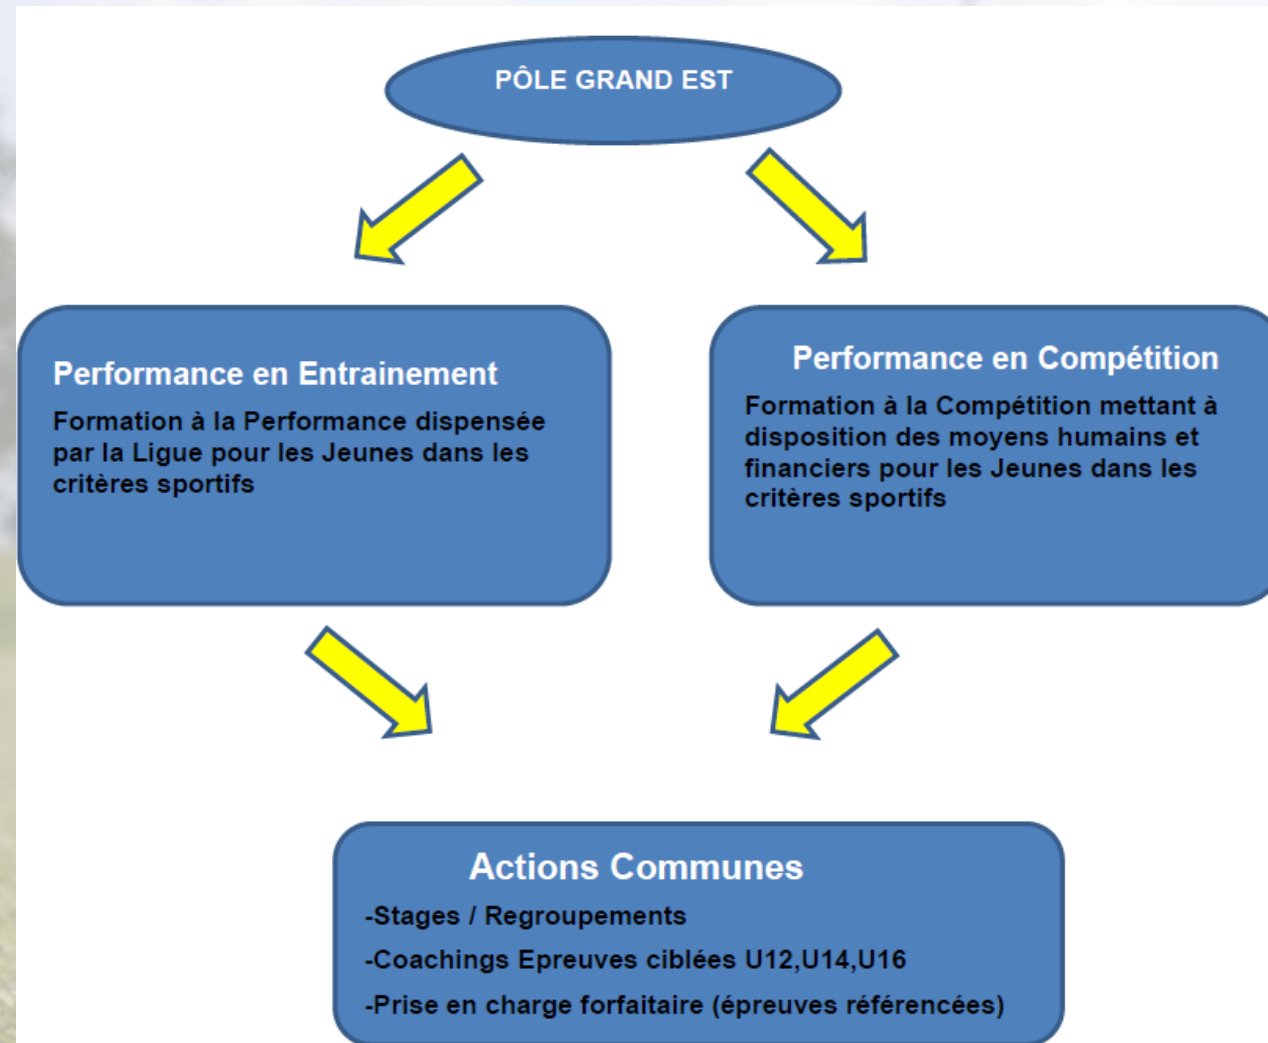 PÔLE GRAND EST
Performance en Entrainement
Formation à la Performance dispensée
par la Ligue pour les Jeunes dans les
critères sportifs
Performance en Compétition
Formation à la Compétition mettant à
disposition des moyens humains et
financiers pour les Jeunes dans les
critères sportifs
Actions Communes
-Stages / Regroupements
-Coachings Epreuves ciblées U12,U14,U16
-Prise en charge forfaitaire (épreuves référencées)